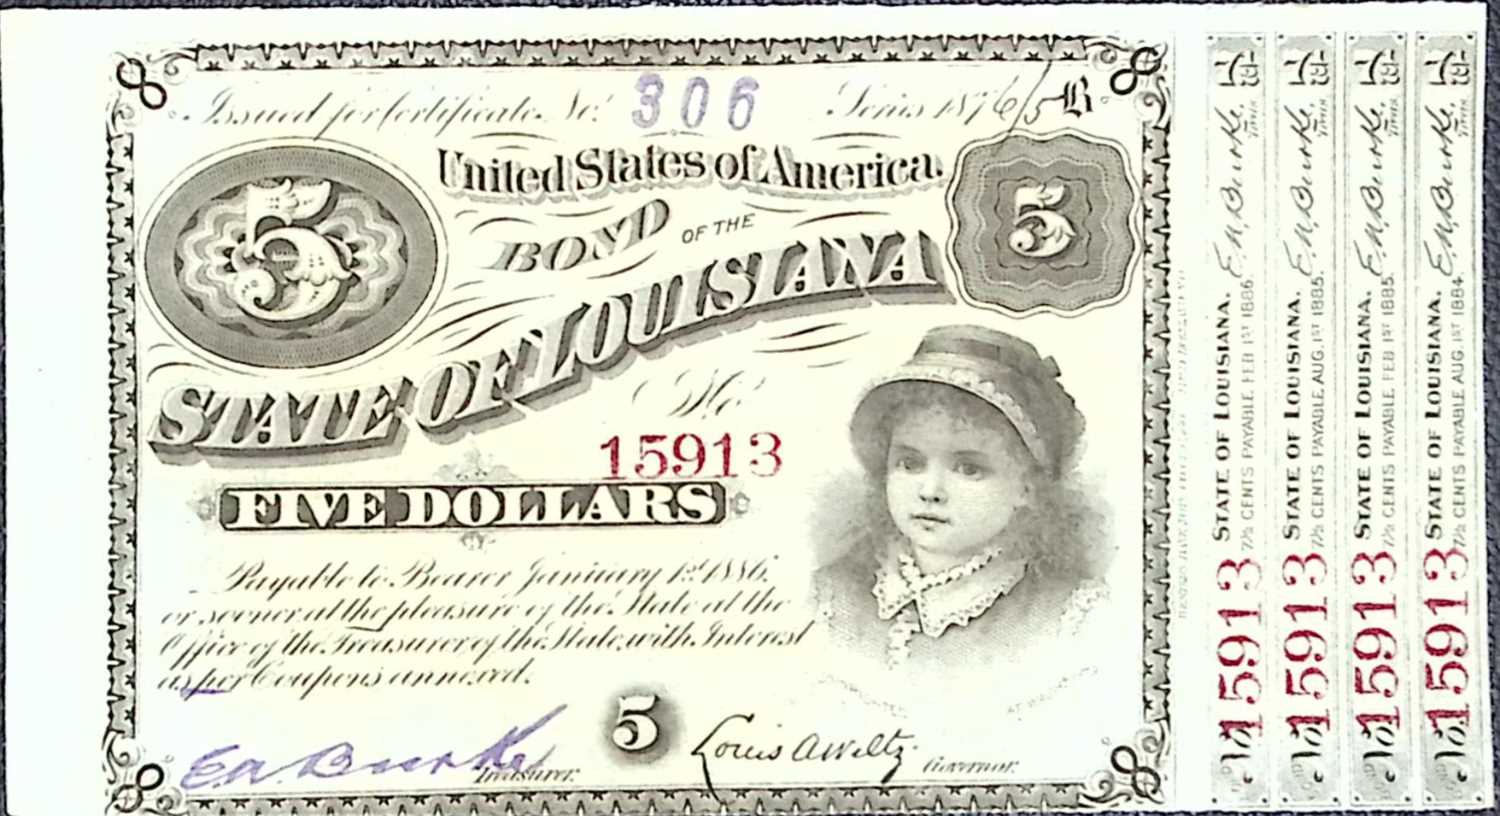 Issued for Certificate No. 306 Series 1876/5 B
5
United States of America.
5
BOND OF THE
STATE OF LOUISIANA
No.
15913
FIVE DOLLARS
Payable to Bearer January 1st 1886,
or sooner at the pleasure of the State at the
Office of the Treasurer of the State, with Interest
as per Coupons annexed.
5
E A Burke Treasurer.
Louis A Wiltz Governor.
STATE OF LOUISIANA. E A Burke
7½ CENTS PAYABLE FEB 1ST 1886
No 15913
STATE OF LOUISIANA. E A Burke
7½ CENTS PAYABLE AUG. 1ST 1885
No 15913
STATE OF LOUISIANA. E A Burke
7½ CENTS PAYABLE FEB 1ST 1885
No 15913
STATE OF LOUISIANA. E A Burke
7½ CENTS PAYABLE AUG. 1ST 1884
No 15913